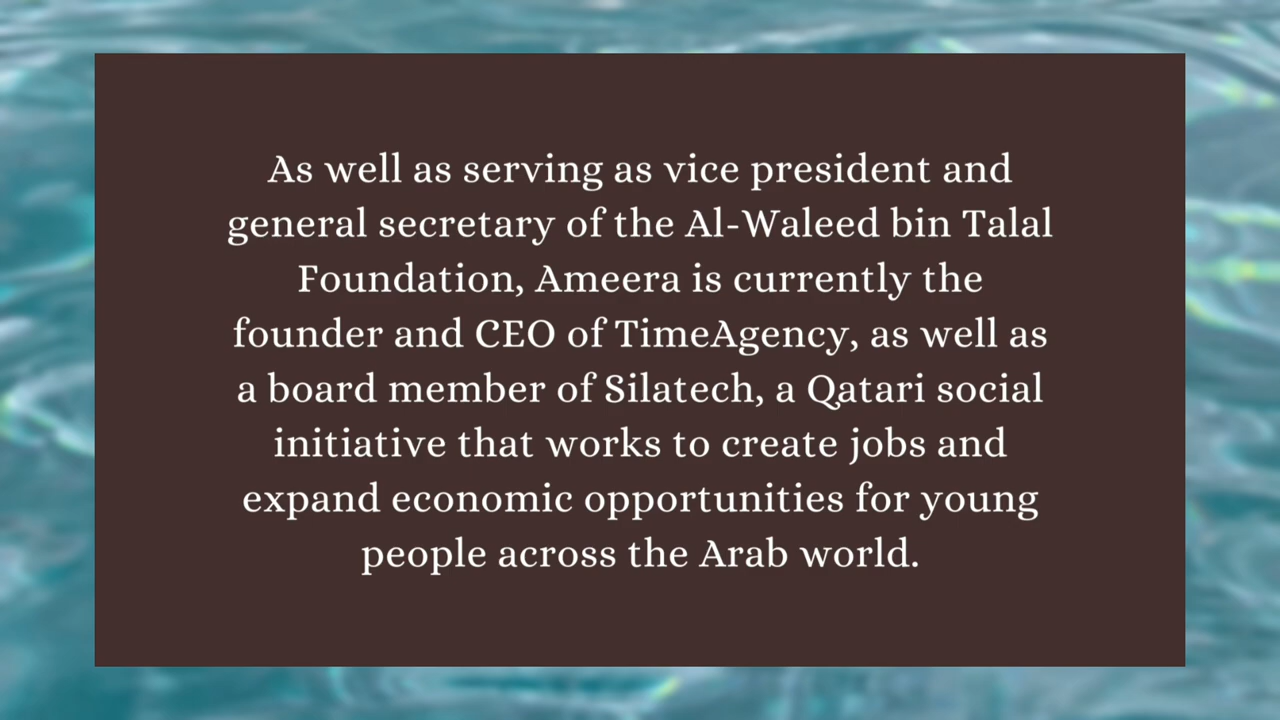 As well as serving as vice president and
general secretary of the Al-Waleed bin Talal
Foundation, Ameera is currently the
founder and CEO of TimeAgency, as well as
a board member of Silatech, a Qatari social
initiative that works to create jobs and
expand economic opportunities for young
people across the Arab world.